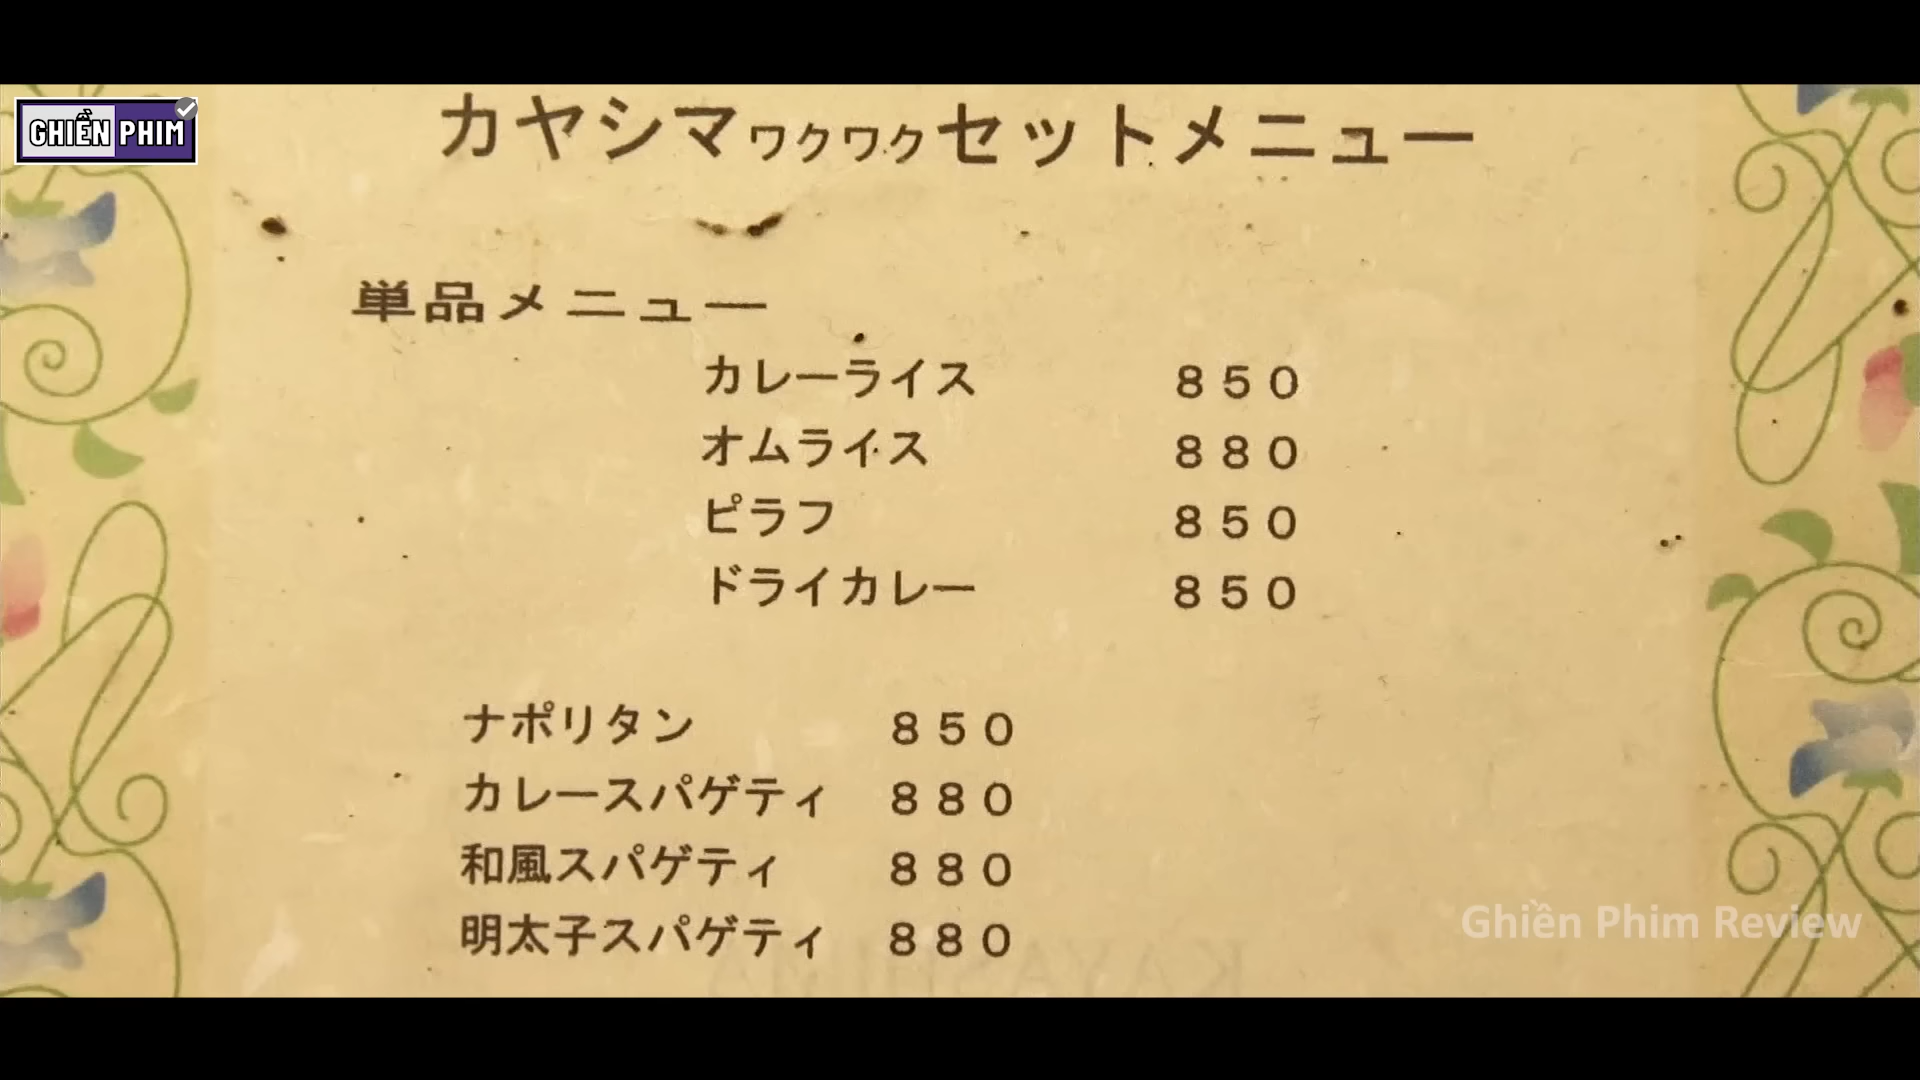 GHIỀN PHIM
カヤシマワクワクセットメニュー
単品メニュー
カレーライス 850
オムライス 880
ピラフ 850
ドライカレー 850
ナポリタン 850
カレースパゲティ 880
和風スパゲティ 880
明太子スパゲティ 880
Ghiền Phim Review
KAYASHIMA